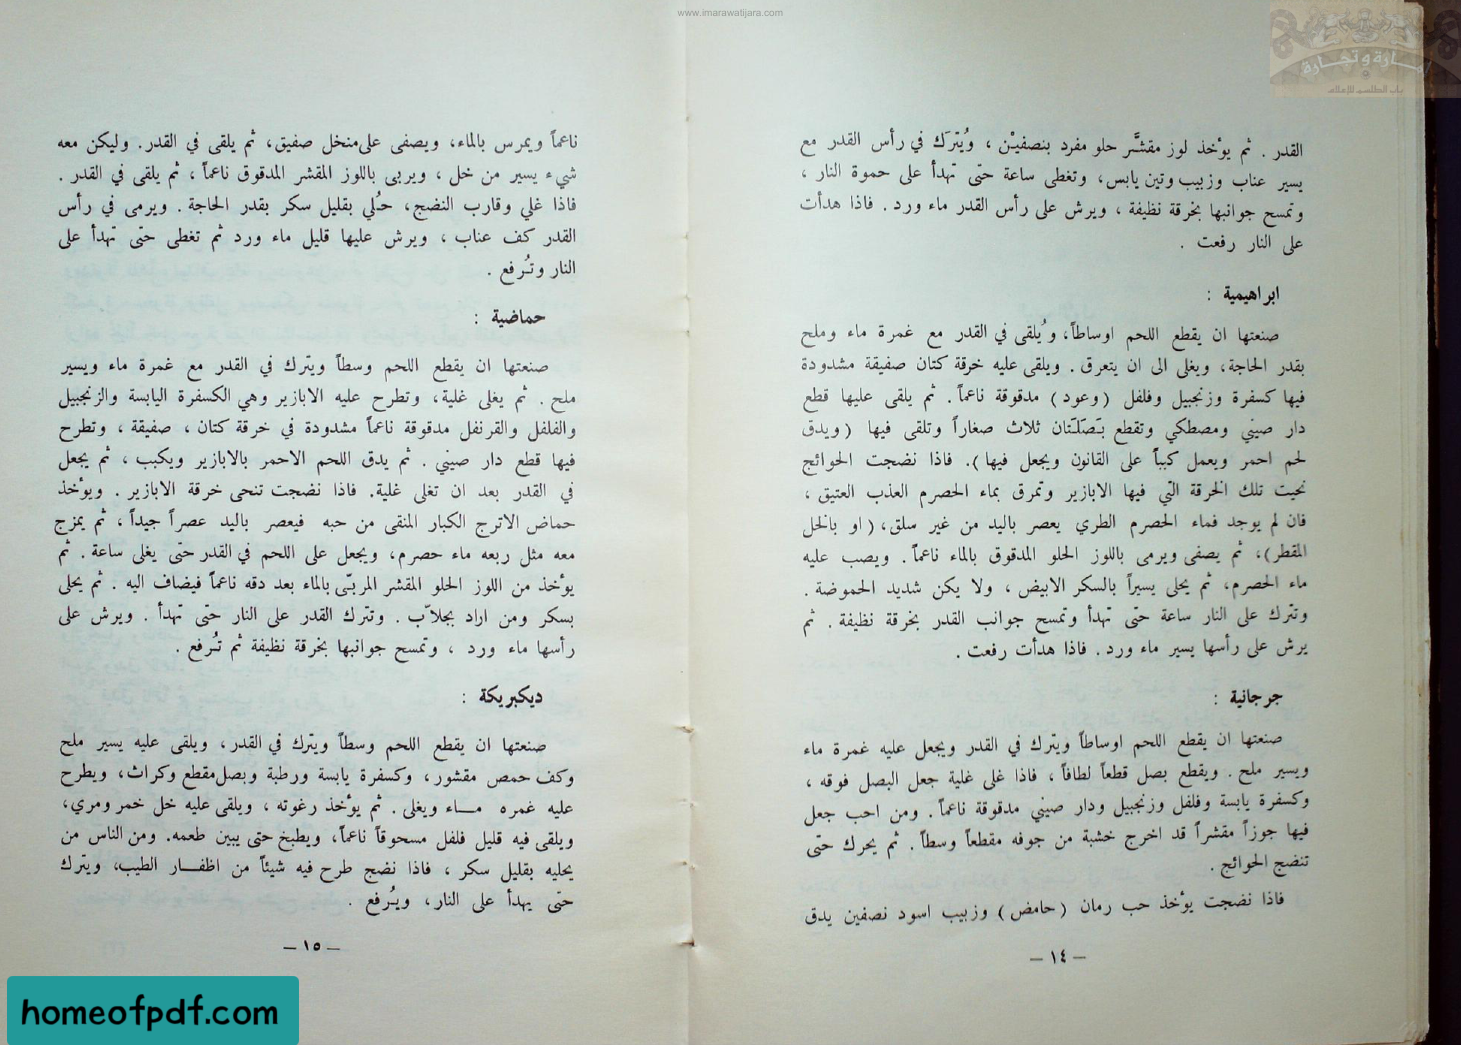 www.imarawatijara.com
إمارة وتجارة
باب الطلسم للإعلام
القدر . ثم يؤخذ لوز مقشَّر حلو مفرد بنصفيْن ، ويُترَك في رأس القدر مع
يسير عناب وزبيب وتين يابس، وتغطى ساعة حتى تهدأ على حموة النار ،
وتمسح جوانبها بخرقة نظيفة ، ويرش على رأس القدر ماء ورد . فاذا هدأت
على النار رفعت .
ابراهيمية :
صنعتها ان يقطع اللحم اوساطاً، ويُلقى في القدر مع غمرة ماء وملح
بقدر الحاجة، ويغلى الى ان يتعرق . ويلقى عليه خرقة كتان صفيقة مشدودة
فيها كسفرة وزنجبيل وفلفل (وعود) مدقوقة ناعماً . ثم يلقى عليها قطع
دار صيني ومصطكي وتقطع بَصَلَتان ثلاث صغاراً وتلقى فيها (ويدق
لحم احمر ويعمل كبباً على القانون ويجعل فيها). فاذا نضجت الحوائج
نحيت تلك الخرقة التي فيها الابازير وتمرق بماء الحصرم العذب العتيق ،
فان لم يوجد فماء الحصرم الطري يعصر باليد من غير سلق، (او بالخل
المقطر)، ثم يصفى ويرمى باللوز الحلو المدقوق بالماء ناعماً . ويصب عليه
ماء الحصرم، ثم يحلى يسيراً بالسكر الابيض ، ولا يكن شديد الحموضة .
وتترك على النار ساعة حتى تهدأ وتمسح جوانب القدر بخرقة نظيفة . ثم
يرش على رأسها يسير ماء ورد . فاذا هدأت رفعت .
جرجانية :
صنعتها ان يقطع اللحم اوساطاً ويترك في القدر ويجعل عليه غمرة ماء
ويسير ملح . ويقطع بصل قطعاً لطافاً ، فاذا غلى غلية جعل البصل فوقه ،
وكسفرة يابسة وفلفل وزنجبيل ودار صيني مدقوقة ناعماً . ومن احب جعل
فيها جوزاً مقشراً قد اخرج خشبة من جوفه مقطعاً وسطاً . ثم يحرك حتى
تنضج الحوائج .
فاذا نضجت يؤخذ حب رمان (حامض) وزبيب اسود نصفين يدق
– ١٤ –
ناعماً ويمرس بالماء، ويصفى على منخل صفيق، ثم يلقى في القدر . وليكن معه
شيء يسير من خل ، ويربى باللوز المقشر المدقوق ناعماً ، ثم يلقى في القدر .
فاذا غلي وقارب النضج، حُلي بقليل سكر بقدر الحاجة . ويرمى في رأس
القدر كف عناب ، ويرش عليها قليل ماء ورد ثم تغطى حتى تهدأ على
النار وتُرفع .
حماضية :
صنعتها ان يقطع اللحم وسطاً ويترك في القدر مع غمرة ماء ويسير
ملح . ثم يغلى غلية، وتطرح عليه الابازير وهي الكسفرة اليابسة والزنجبيل
والفلفل والقرنفل مدقوقة ناعماً مشدودة في خرقة كتان ، صفيقة ، وتطرح
فيها قطع دار صيني . ثم يدق اللحم الاحمر بالابازير ويكبب ، ثم يجعل
في القدر بعد ان تغلى غلية. فاذا نضجت تنحى خرقة الابازير . ويؤخذ
حماض الاترج الكبار المنقى من حبه فيعصر باليد عصراً جيداً ، ثم يمزج
معه مثل ربعه ماء حصرم، ويجعل على اللحم في القدر حتى يغلى ساعة . ثم
يؤخذ من اللوز الحلو المقشر المربّى بالماء بعد دقه ناعماً فيضاف اليه . ثم يحلى
بسكر ومن اراد بجلاّب . وتترك القدر على النار حتى تهدأ . ويرش على
رأسها ماء ورد ، وتمسح جوانبها بخرقة نظيفة ثم تُرفع .
ديكبريكة :
صنعتها ان يقطع اللحم وسطاً ويترك في القدر، ويلقى عليه يسير ملح
وكف حمص مقشور، وكسفرة يابسة ورطبة وبصل مقطع وكراث، ويطرح
عليه غمره مـــاء ويغلى . ثم يؤخذ رغوته ، ويلقى عليه خل خمر ومري،
ويلقى فيه قليل فلفل مسحوقاً ناعماً، ويطبخ حتى يبين طعمه. ومن الناس من
يحليه بقليل سكر ، فاذا نضج طرح فيه شيئاً من اظفـــار الطيب، ويترك
حتى يهدأ على النار، ويُرفع .
– ١٥ –
homeofpdf.com